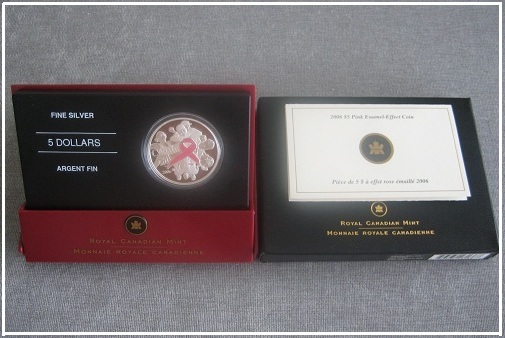 FINE SILVER
5 DOLLARS
ARGENT FIN
ROYAL CANADIAN MINT
MONNAIE ROYALE CANADIENNE
2006 $5 Pink Enamel-Effect Coin
Pièce de 5 $ à effet rose émaillé 2006
ROYAL CANADIAN MINT
MONNAIE ROYALE CANADIENNE